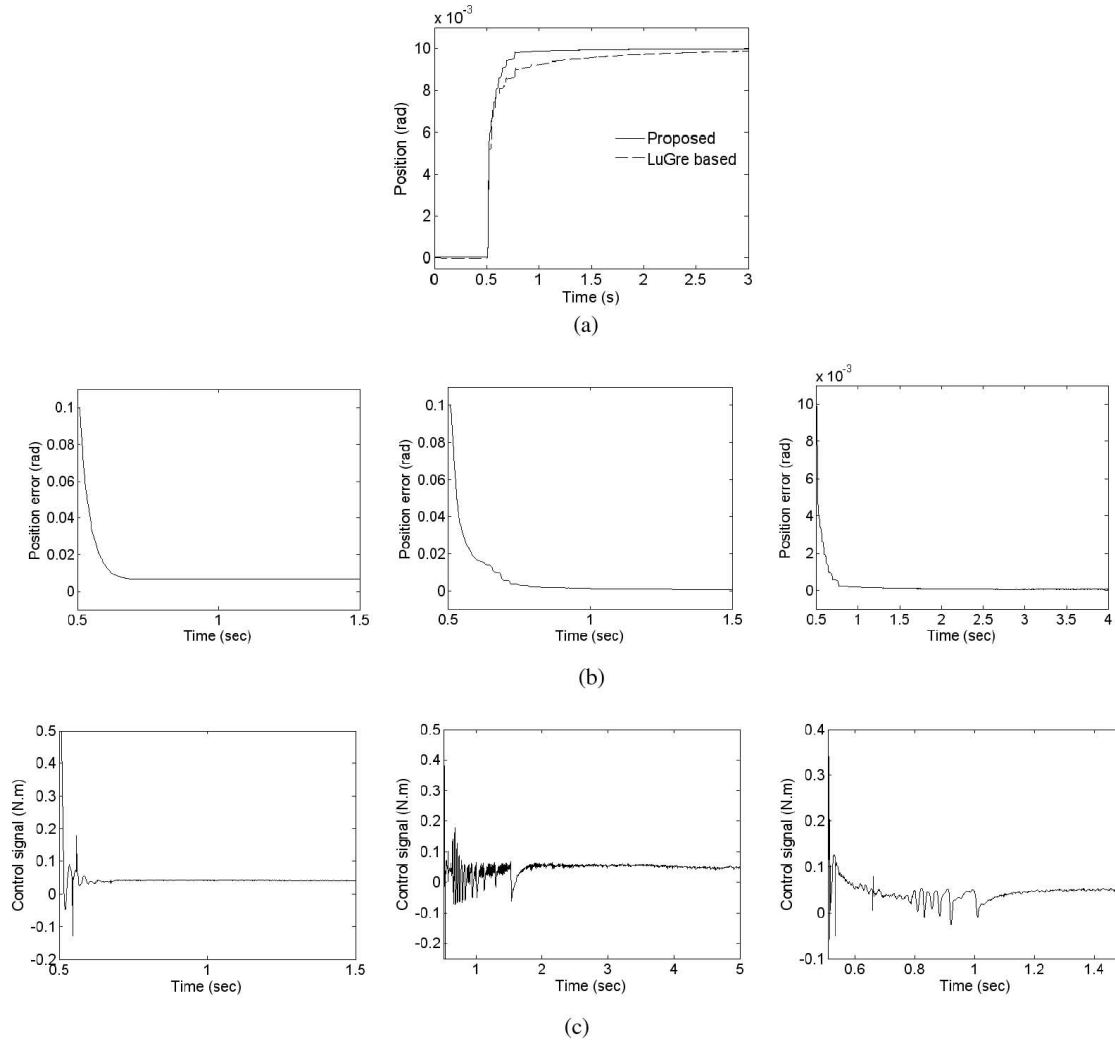 x 10⁻³
10
8
6
4
2
0
Position (rad)
Proposed
LuGre based
0 0.5 1 1.5 2 2.5 3
Time (s)
(a)
0.1
0.08
0.06
0.04
0.02
0
Position error (rad)
0.5 1 1.5
Time (sec)
0.1
0.08
0.06
0.04
0.02
0
Position error (rad)
0.5 1 1.5
Time (sec)
x 10⁻³
10
8
6
4
2
0
Position error (rad)
0.5 1 1.5 2 2.5 3 3.5 4
Time (sec)
(b)
0.5
0.4
0.3
0.2
0.1
0
-0.1
-0.2
Control signal (N.m)
0.5 1 1.5
Time (sec)
0.5
0.4
0.3
0.2
0.1
0
-0.1
-0.2
Control signal (N.m)
1 2 3 4 5
Time (sec)
0.4
0.3
0.2
0.1
0
-0.1
Control signal (N.m)
0.6 0.8 1 1.2 1.4
Time (sec)
(c)